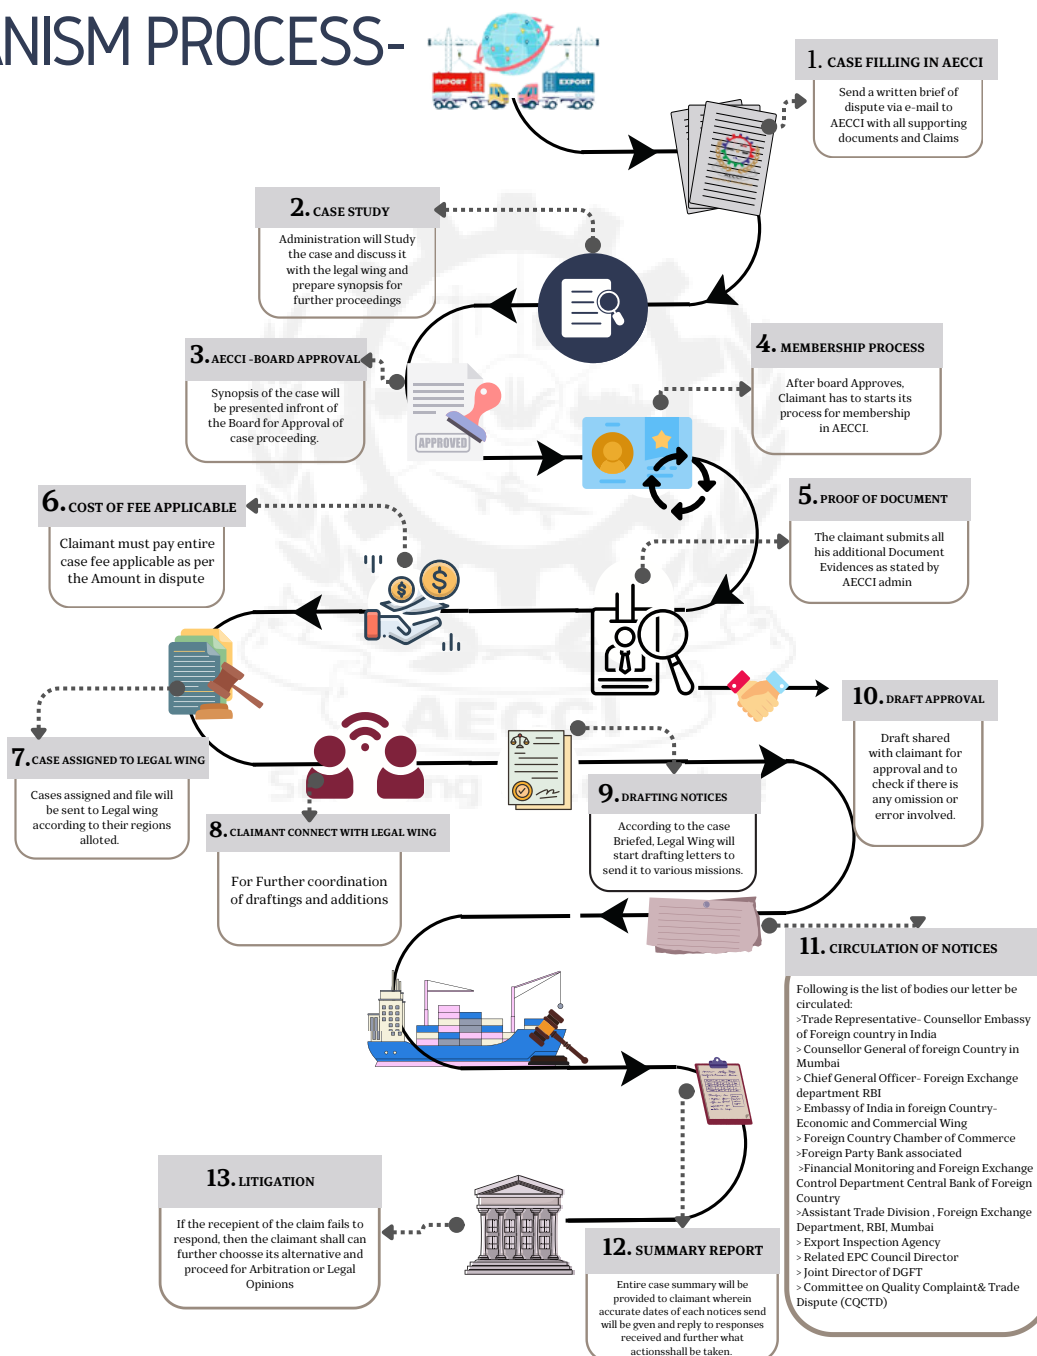 ANISM PROCESS-
IMPORT
EXPORT
1. CASE FILLING IN AECCI
Send a written brief of
dispute via e-mail to
AECCI with all supporting
documents and Claims
2. CASE STUDY
Administration will Study
the case and discuss it
with the legal wing and
prepare synopsis for
further proceedings
3. AECCI -BOARD APPROVAL
Synopsis of the case will
be presented infront of
the Board for Approval of
case proceeding.
APPROVED
4. MEMBERSHIP PROCESS
After board Approves,
Claimant has to starts its
process for membership
in AECCI.
5. PROOF OF DOCUMENT
The claimant submits all
his additional Document
Evidences as stated by
AECCI admin
6. COST OF FEE APPLICABLE
Claimant must pay entire
case fee applicable as per
the Amount in dispute
7. CASE ASSIGNED TO LEGAL WING
Cases assigned and file will
be sent to Legal wing
according to their regions
alloted.
8. CLAIMANT CONNECT WITH LEGAL WING
For Further coordination
of draftings and additions
9. DRAFTING NOTICES
According to the case
Briefed, Legal Wing will
start drafting letters to
send it to various missions.
10. DRAFT APPROVAL
Draft shared
with claimant for
approval and to
check if there is
any omission or
error involved.
AECCI
11. CIRCULATION OF NOTICES
Following is the list of bodies our letter be
circulated:
>Trade Representative- Counsellor Embassy
of Foreign country in India
> Counsellor General of foreign Country in
Mumbai
> Chief General Officer- Foreign Exchange
department RBI
> Embassy of India in foreign Country-
Economic and Commercial Wing
> Foreign Country Chamber of Commerce
>Foreign Party Bank associated
>Financial Monitoring and Foreign Exchange
Control Department Central Bank of Foreign
Country
>Assistant Trade Division , Foreign Exchange
Department, RBI, Mumbai
> Export Inspection Agency
> Related EPC Council Director
> Joint Director of DGFT
> Committee on Quality Complaint& Trade
Dispute (CQCTD)
12. SUMMARY REPORT
Entire case summary will be
provided to claimant wherein
accurate dates of each notices send
will be gven and reply to responses
received and further what
actionsshall be taken.
13. LITIGATION
If the recepient of the claim fails to
respond, then the claimant shall can
further choosse its alternative and
proceed for Arbitration or Legal
Opinions